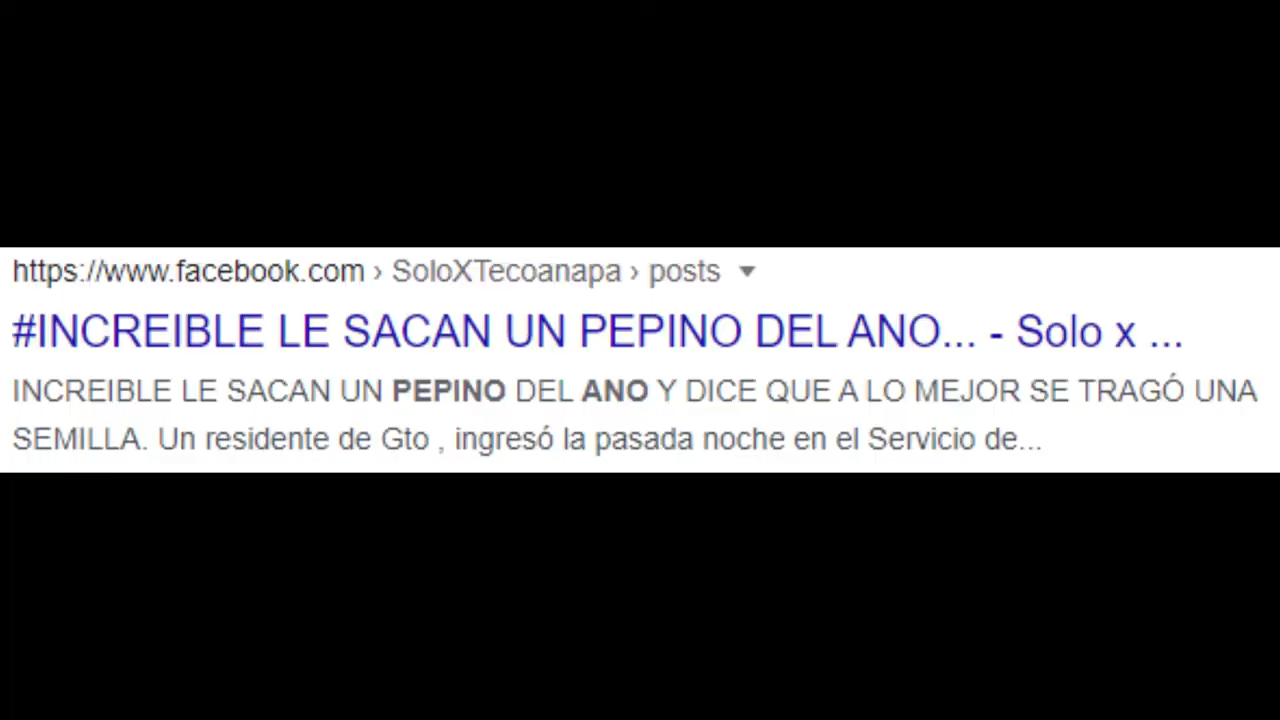 https://www.facebook.com › SoloXTecoanapa › posts
#INCREIBLE LE SACAN UN PEPINO DEL ANO... - Solo x ...
INCREIBLE LE SACAN UN PEPINO DEL ANO Y DICE QUE A LO MEJOR SE TRAGÓ UNA
SEMILLA. Un residente de Gto , ingresó la pasada noche en el Servicio de...